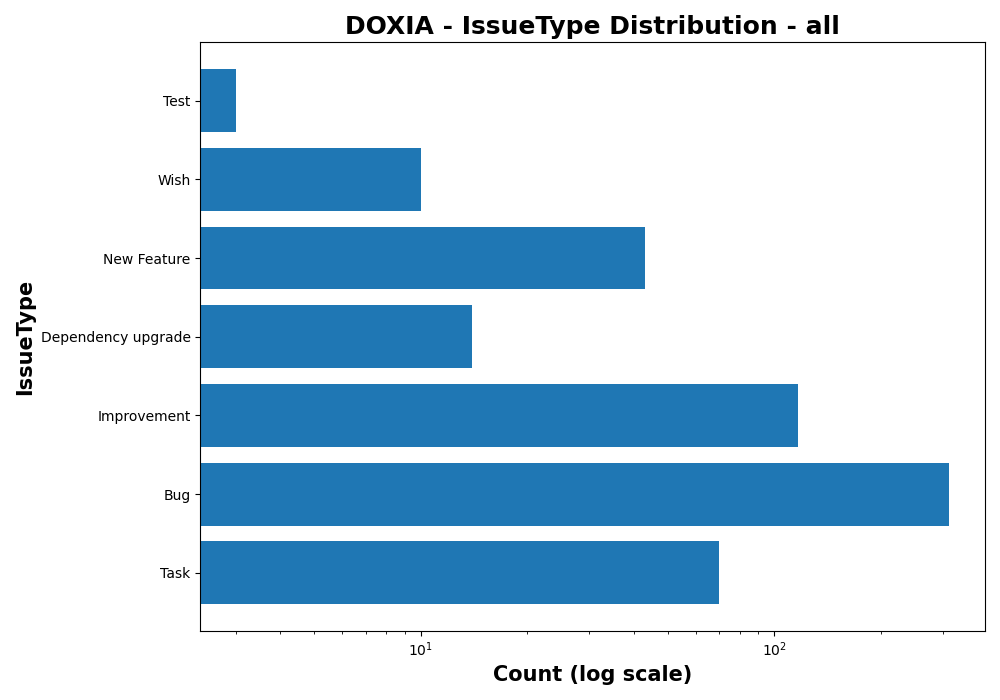 DOXIA - IssueType Distribution - all
IssueType
Test
Wish
New Feature
Dependency upgrade
Improvement
Bug
Task
10¹
10²
Count (log scale)